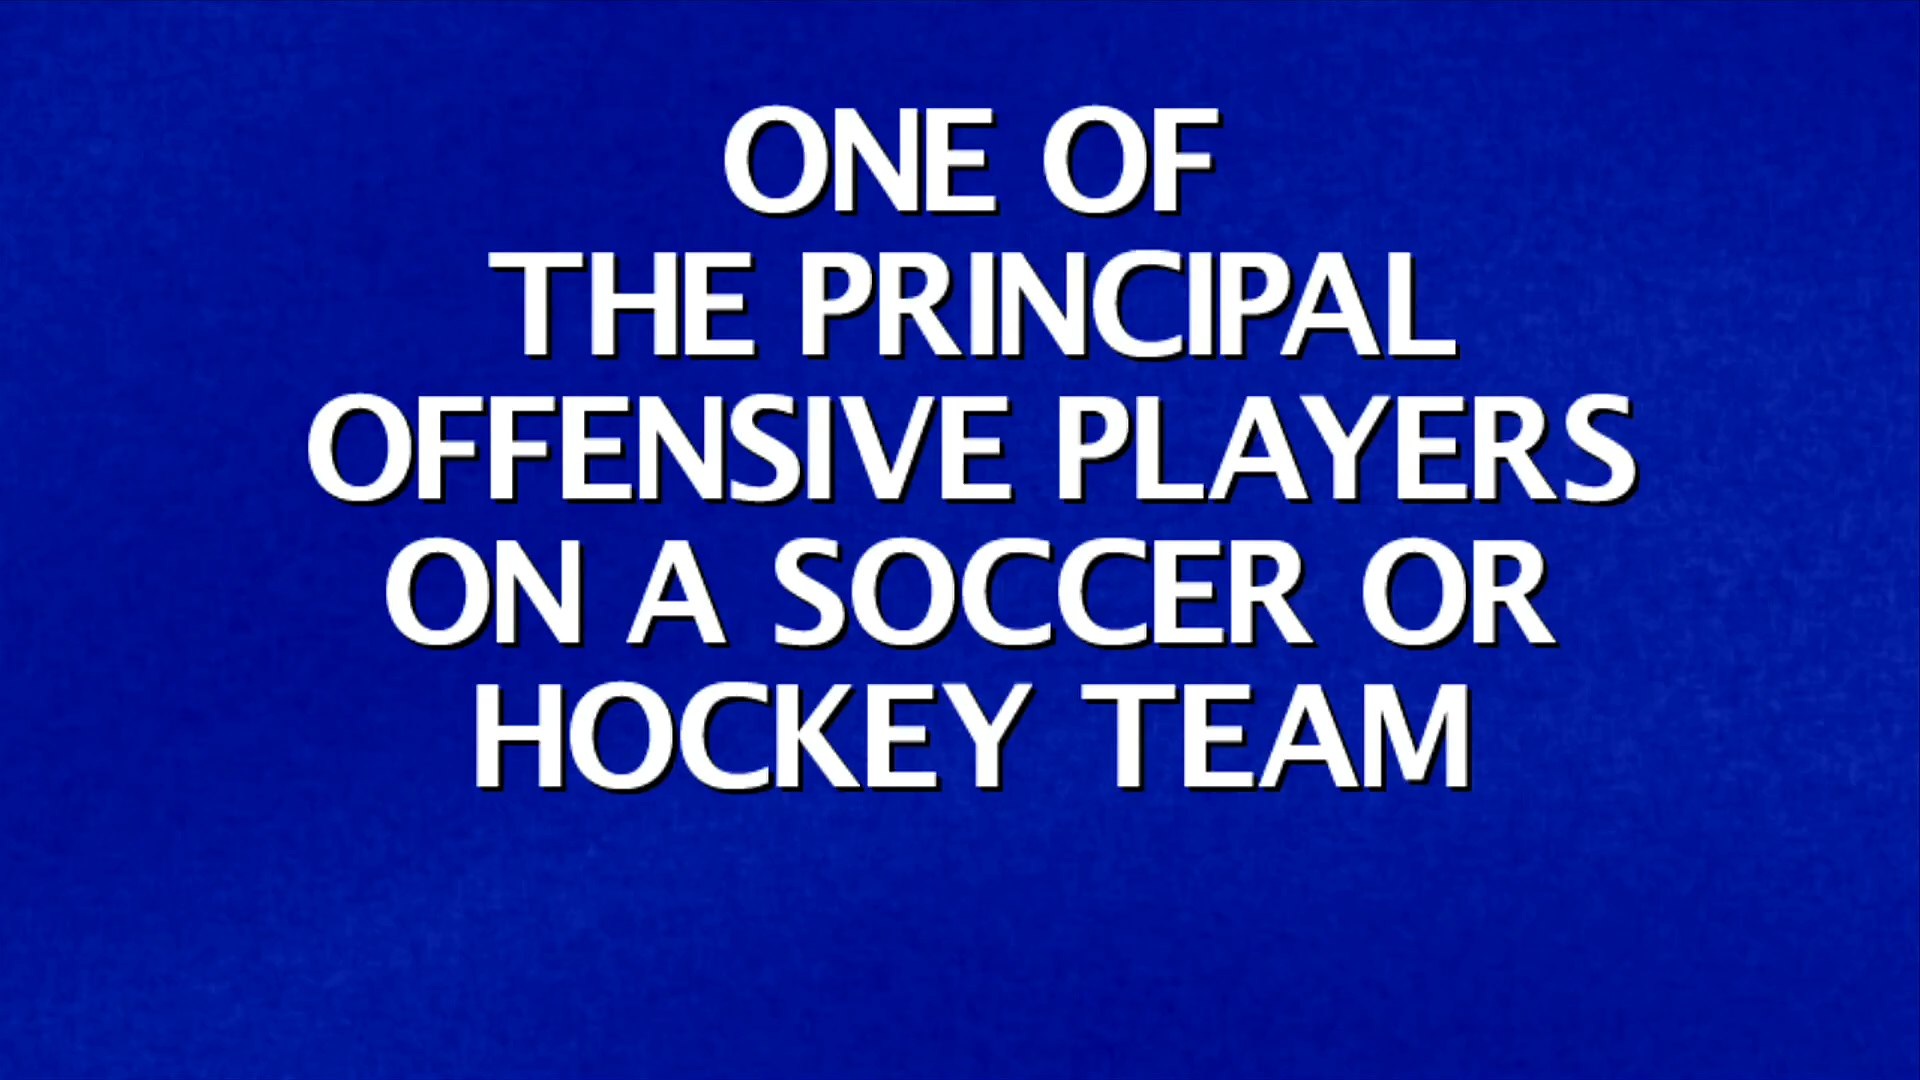 ONE OF
THE PRINCIPAL
OFFENSIVE PLAYERS
ON A SOCCER OR
HOCKEY TEAM